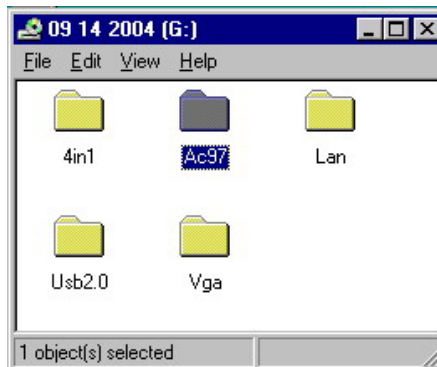 09 14 2004 (G:)
File Edit View Help
4in1 Ac97 Lan
Usb2.0 Vga
1 object(s) selected